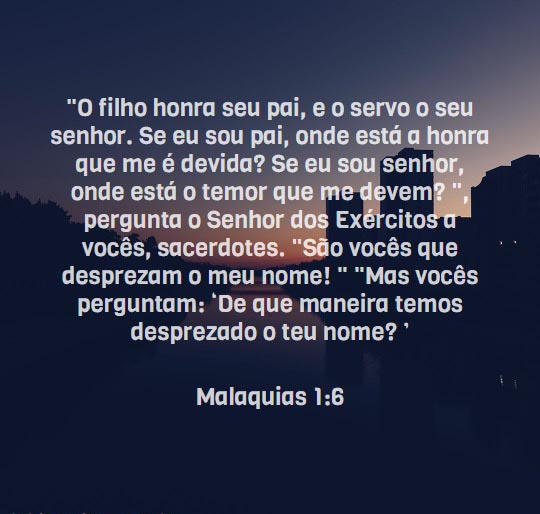 "O filho honra seu pai, e o servo o seu
senhor. Se eu sou pai, onde está a honra
que me é devida? Se eu sou senhor,
onde está o temor que me devem? ",
pergunta o Senhor dos Exércitos a
vocês, sacerdotes. "São vocês que
desprezam o meu nome! " "Mas vocês
perguntam: ‘De que maneira temos
desprezado o teu nome? ’
Malaquias 1:6